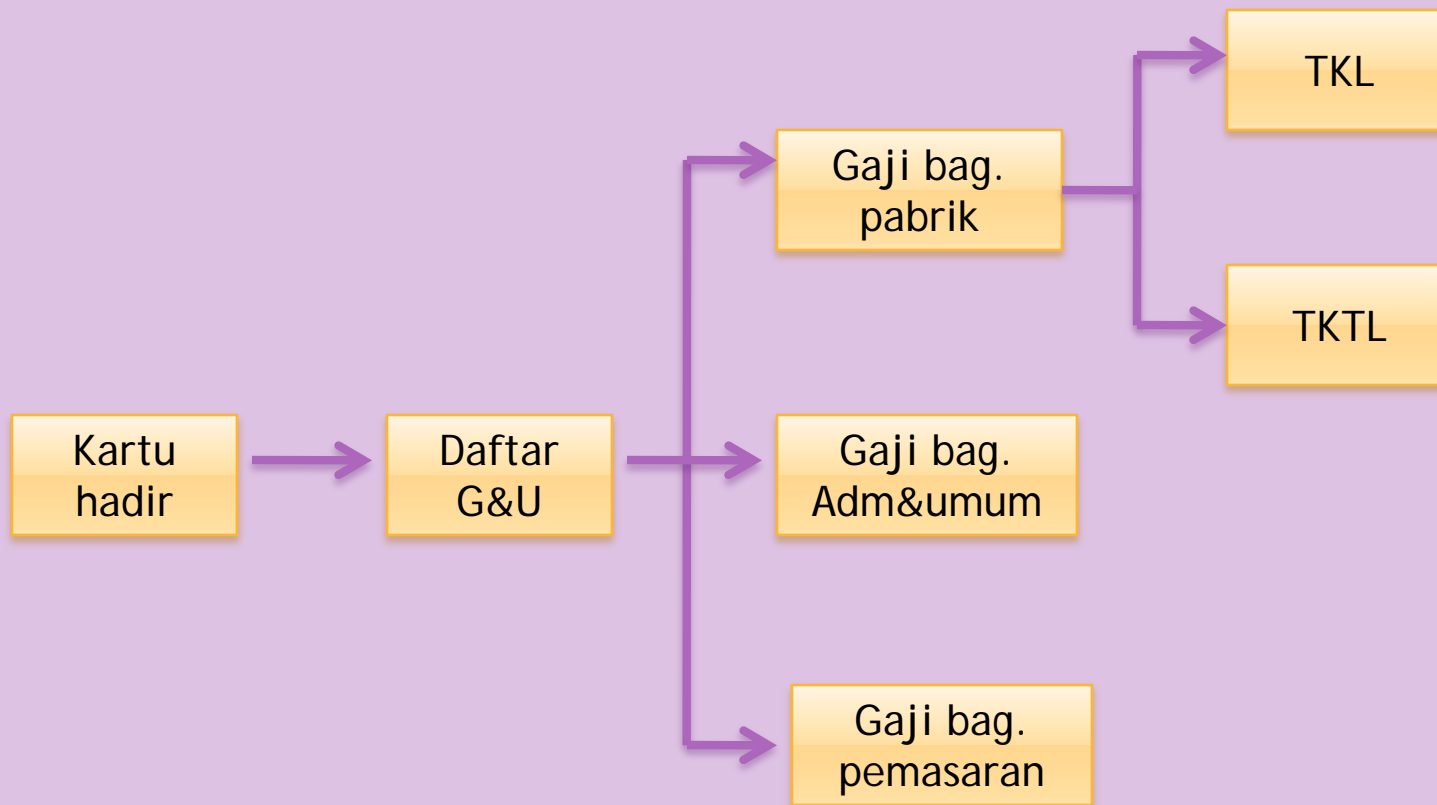 TKL
Gaji bag.
pabrik
TKTL
Kartu
hadir
Daftar
G&U
Gaji bag.
Adm&umum
Gaji bag.
pemasaran